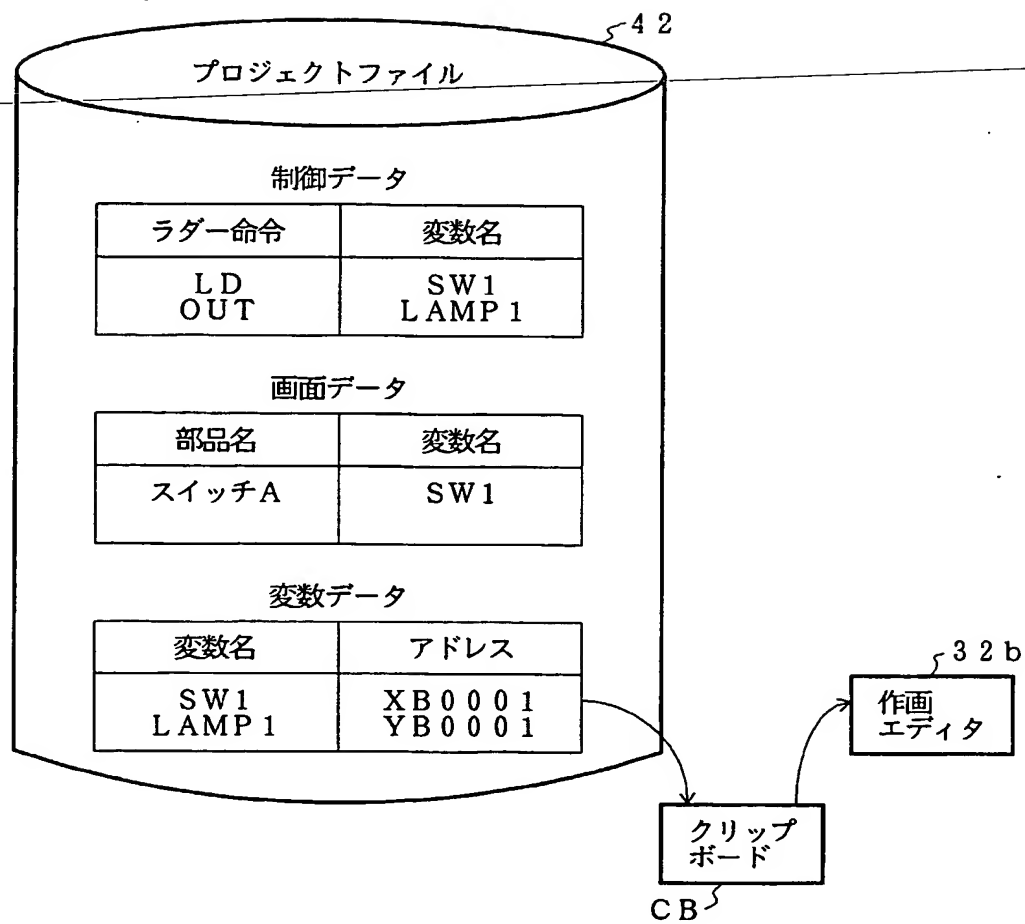 ４２
プロジェクトファイル
制御データ
ラダー命令 変数名
ＬＤ ＳＷ１
ＯＵＴ ＬＡＭＰ１
画面データ
部品名 変数名
スイッチＡ ＳＷ１
変数データ
変数名 アドレス
ＳＷ１ ＸＢ０００１
ＬＡＭＰ１ ＹＢ０００１
３２ｂ
作画
エディタ
クリップ
ボード
ＣＢ